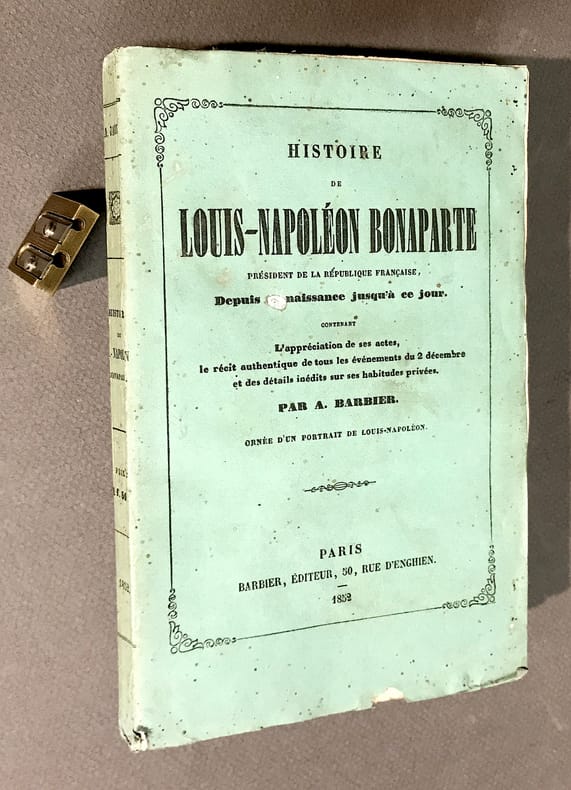 HISTOIRE
DE
LOUIS-NAPOLÉON BONAPARTE
PRÉSIDENT DE LA RÉPUBLIQUE FRANÇAISE,
Depuis naissance jusqu'à ce jour.
CONTENANT
L'appréciation de ses actes,
le récit authentique de tous les événements du 2 décembre
et des détails inédits sur ses habitudes privées.
PAR A. BARBIER.
ORNÉE D'UN PORTRAIT DE LOUIS-NAPOLÉON.
PARIS
BARBIER, ÉDITEUR, 50, RUE D'ENGHIEN.
1852